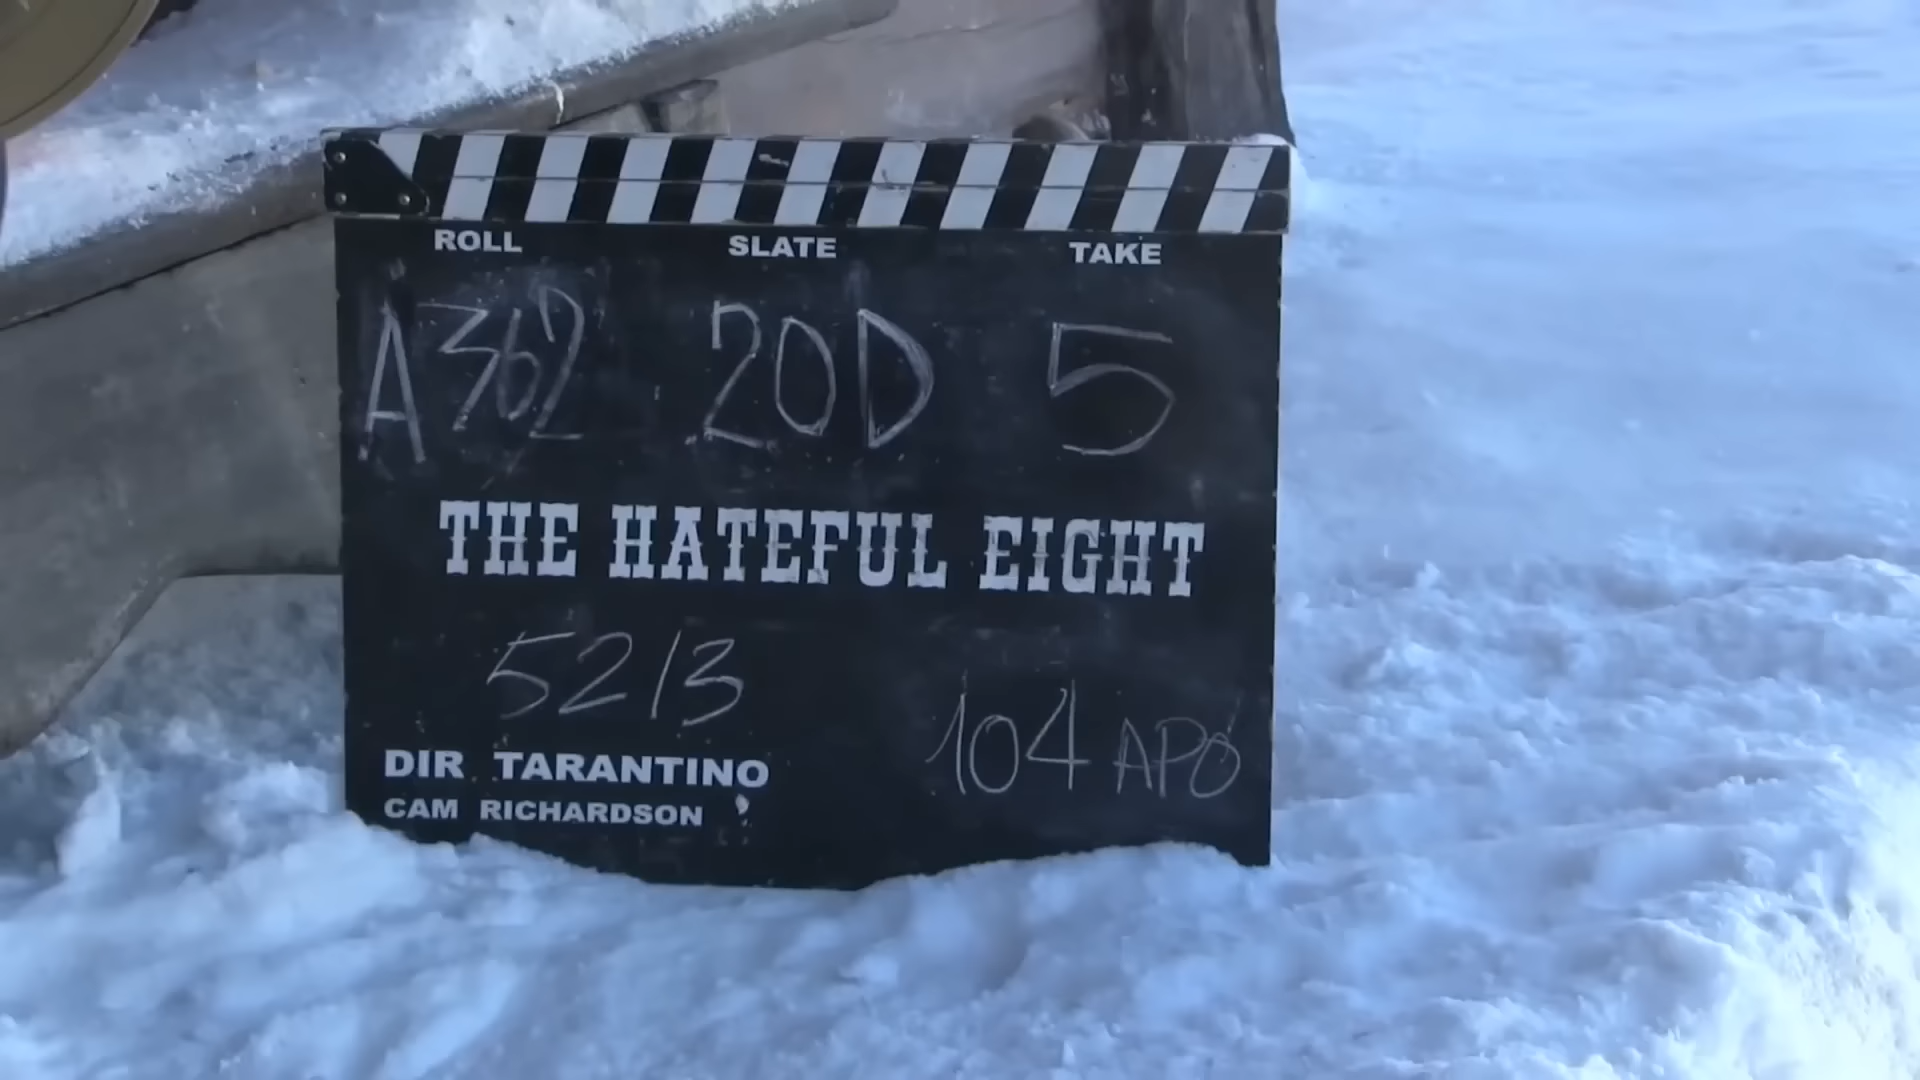 ROLL SLATE TAKE
A362 20D 5
THE HATEFUL EIGHT
5213
104 APO
DIR TARANTINO
CAM RICHARDSON